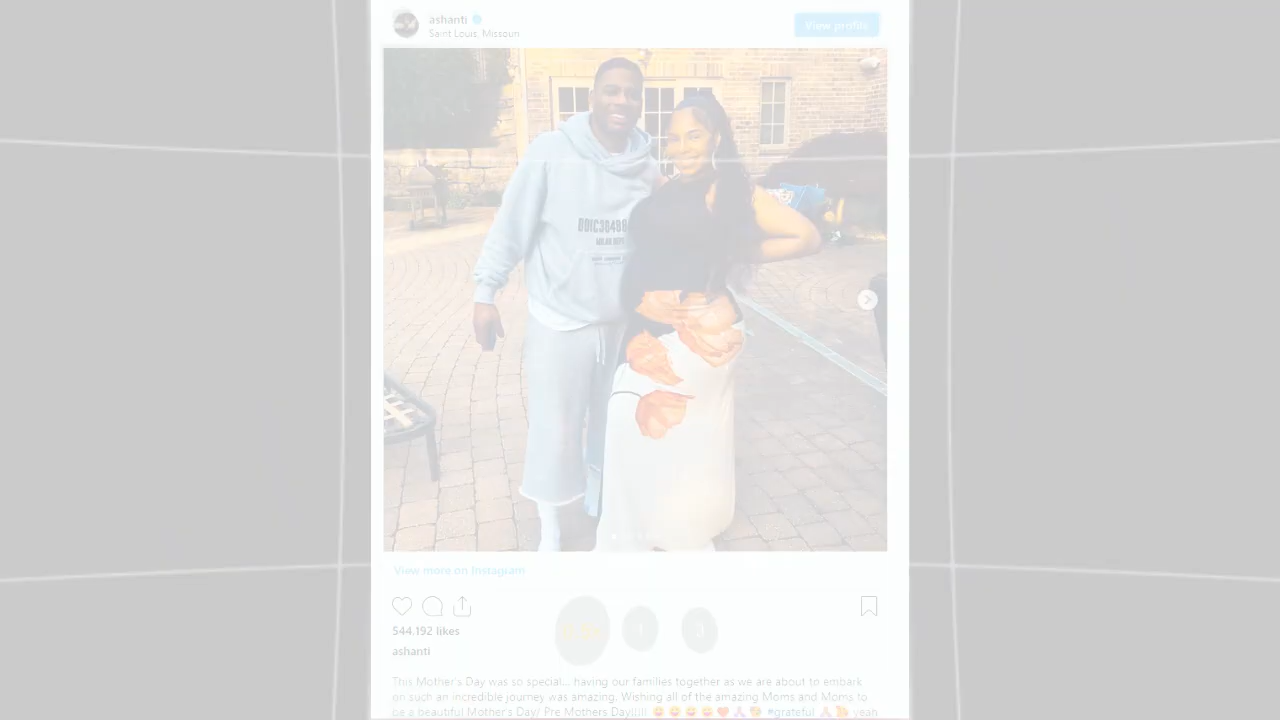 ashanti
Saint Louis, Missouri
View profile
View more on Instagram
544,192 likes
ashanti
This Mother's Day was so special... having our families together as we are about to embark
on such an incredible journey was amazing. Wishing all of the amazing Moms and Moms to
be a beautiful Mother's Day/ Pre Mothers Day!!!!! 😍😍😍😍❤️🙏🏽🥰 #grateful 🙏🏽 yeah